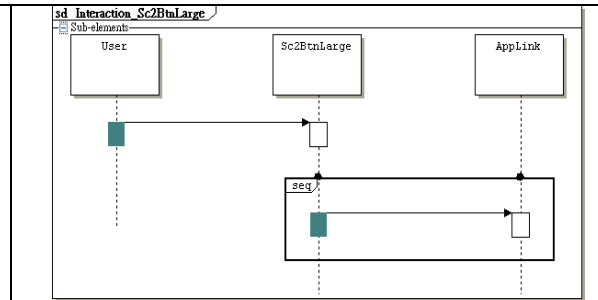 sd Interaction_Sc2BtnLarge
Sub-elements
User
Sc2BtnLarge
AppLink
seq